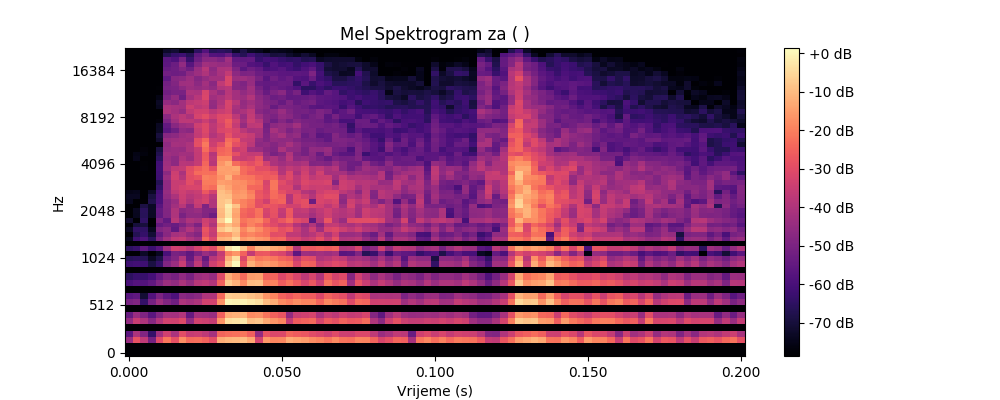 Mel Spektrogram za ( )
Hz
16384
8192
4096
2048
1024
512
0
0.000 0.050 0.100 0.150 0.200
Vrijeme (s)
+0 dB
-10 dB
-20 dB
-30 dB
-40 dB
-50 dB
-60 dB
-70 dB